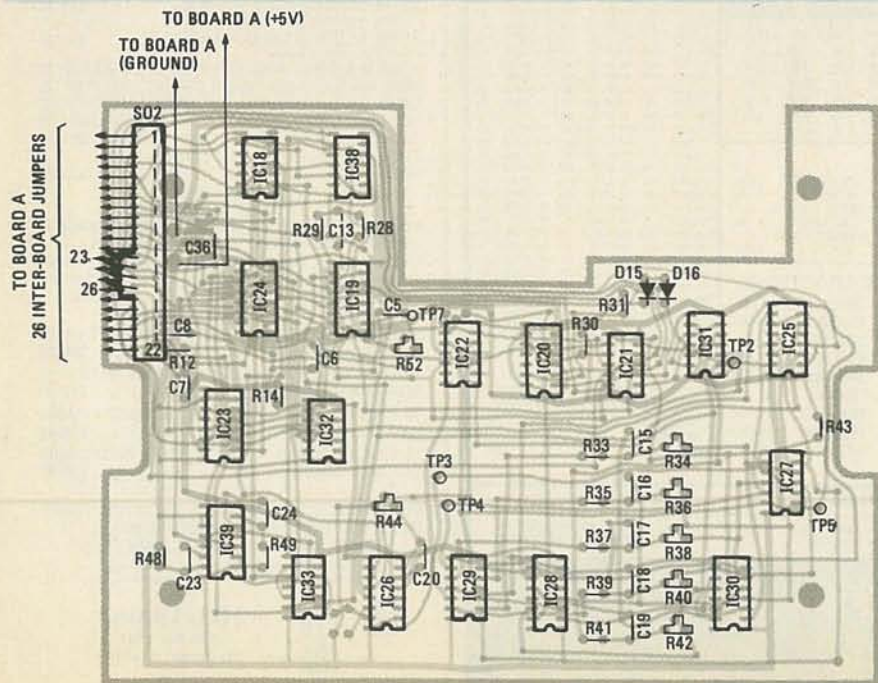 TO BOARD A (+5V)
TO BOARD A
(GROUND)
SO2
1
TO BOARD A
26 INTER-BOARD JUMPERS
23
26
22
IC18
IC38
R29
C13
R28
C36
IC24
IC19
C5
TP7
D15
D16
R31
C8
R12
C6
R52
IC22
IC20
R30
IC21
IC31
TP2
IC25
C7
R14
IC23
IC32
R43
R33
C15
R34
TP3
TP4
R44
R35
C16
R36
IC27
TP5
C24
IC39
R37
C17
R38
R48
C23
R49
IC33
IC26
C20
IC29
IC28
R39
C18
R40
IC30
R41
C19
R42